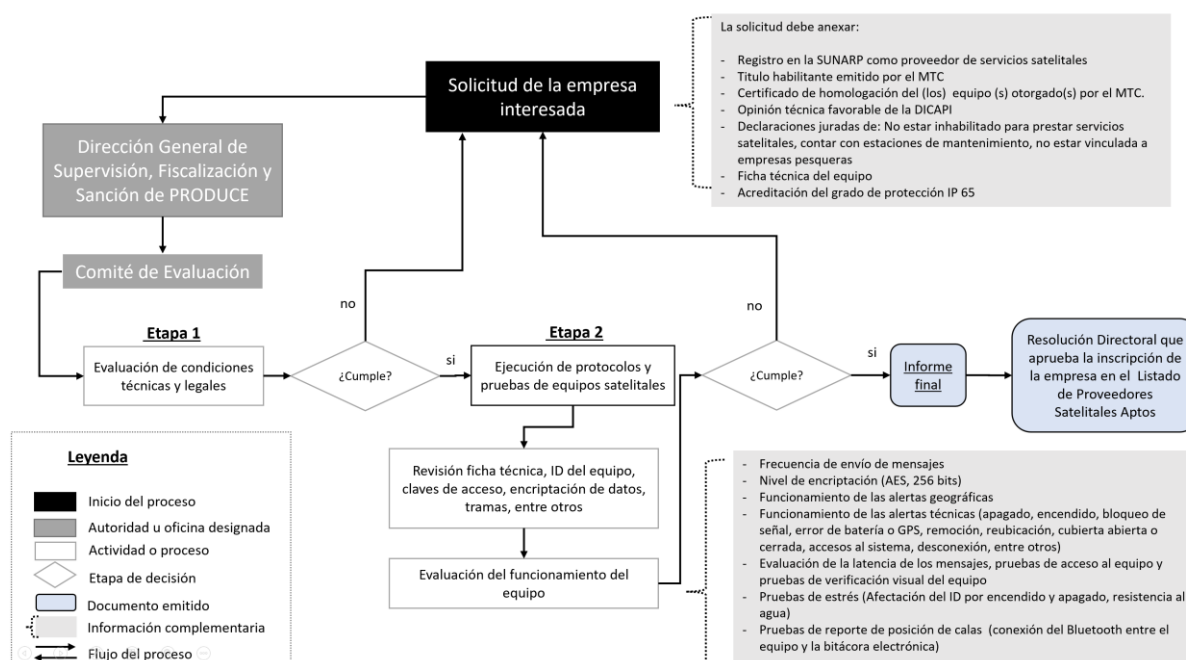 La solicitud debe anexar:
- Registro en la SUNARP como proveedor de servicios satelitales
- Titulo habilitante emitido por el MTC
- Certificado de homologación del (los) equipo (s) otorgado(s) por el MTC.
- Opinión técnica favorable de la DICAPI
- Declaraciones juradas de: No estar inhabilitado para prestar servicios
satelitales, contar con estaciones de mantenimiento, no estar vinculada a
empresas pesqueras
- Ficha técnica del equipo
- Acreditación del grado de protección IP 65
Solicitud de la empresa
interesada
Dirección General de
Supervisión, Fiscalización y
Sanción de PRODUCE
Comité de Evaluación
Etapa 1
Evaluación de condiciones
técnicas y legales
¿Cumple?
no
si
Etapa 2
Ejecución de protocolos y
pruebas de equipos satelitales
Revisión ficha técnica, ID del equipo,
claves de acceso, encriptación de datos,
tramas, entre otros
Evaluación del funcionamiento del
equipo
¿Cumple?
no
si
Informe
final
Resolución Directoral que
aprueba la inscripción de
la empresa en el Listado
de Proveedores
Satelitales Aptos
- Frecuencia de envío de mensajes
- Nivel de encriptación (AES, 256 bits)
- Funcionamiento de las alertas geográficas
- Funcionamiento de las alertas técnicas (apagado, encendido, bloqueo de
señal, error de batería o GPS, remoción, reubicación, cubierta abierta o
cerrada, accesos al sistema, desconexión, entre otros)
- Evaluación de la latencia de los mensajes, pruebas de acceso al equipo y
pruebas de verificación visual del equipo
- Pruebas de estrés (Afectación del ID por encendido y apagado, resistencia al
agua)
- Pruebas de reporte de posición de calas (conexión del Bluetooth entre el
equipo y la bitácora electrónica)
Leyenda
Inicio del proceso
Autoridad u oficina designada
Actividad o proceso
Etapa de decisión
Documento emitido
Información complementaria
Flujo del proceso